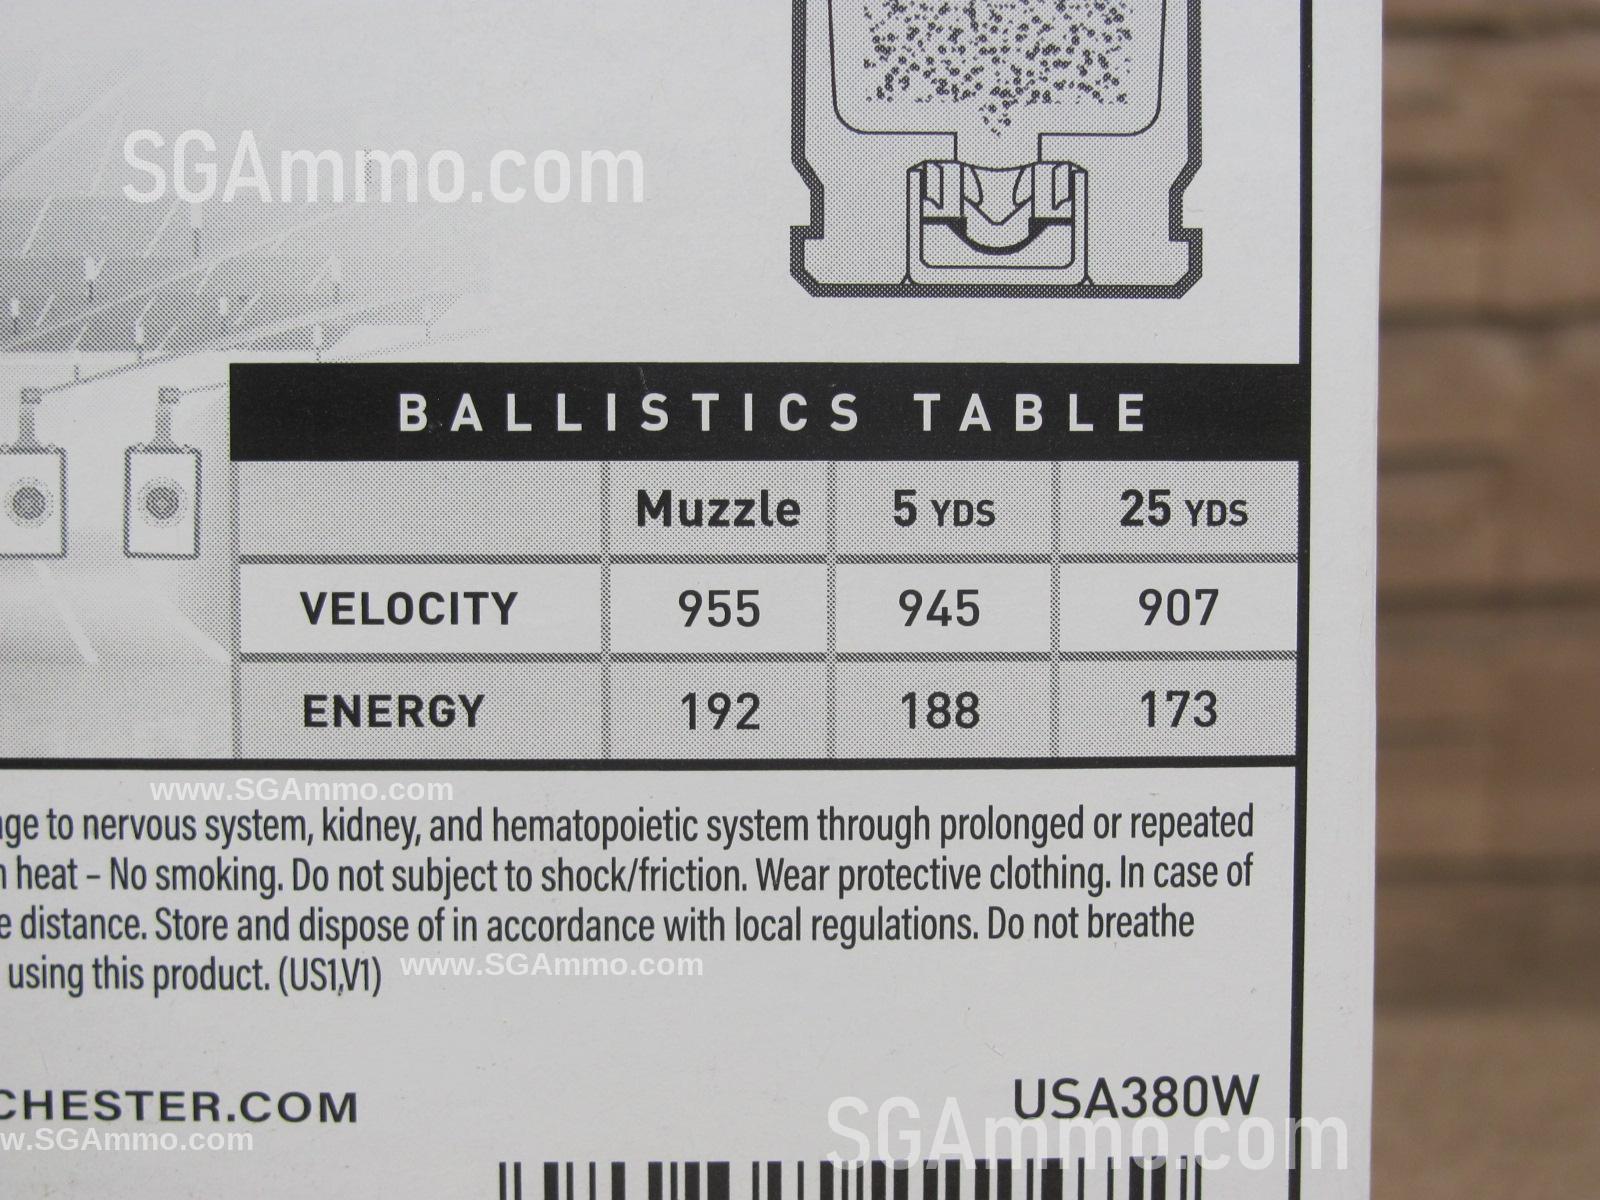 SGAmmo.com
BALLISTICS TABLE
Muzzle 5 YDS 25 YDS
VELOCITY 955 945 907
ENERGY 192 188 173
www.SGAmmo.com
to nervous system, kidney, and hematopoietic system through prolonged or repeated
heat – No smoking. Do not subject to shock/friction. Wear protective clothing. In case of
distance. Store and dispose of in accordance with local regulations. Do not breathe
using this product. (US1,V1)
www.SGAmmo.com
CHESTER.COM
USA380W
w.SGAmmo.com
SGAmmo.com